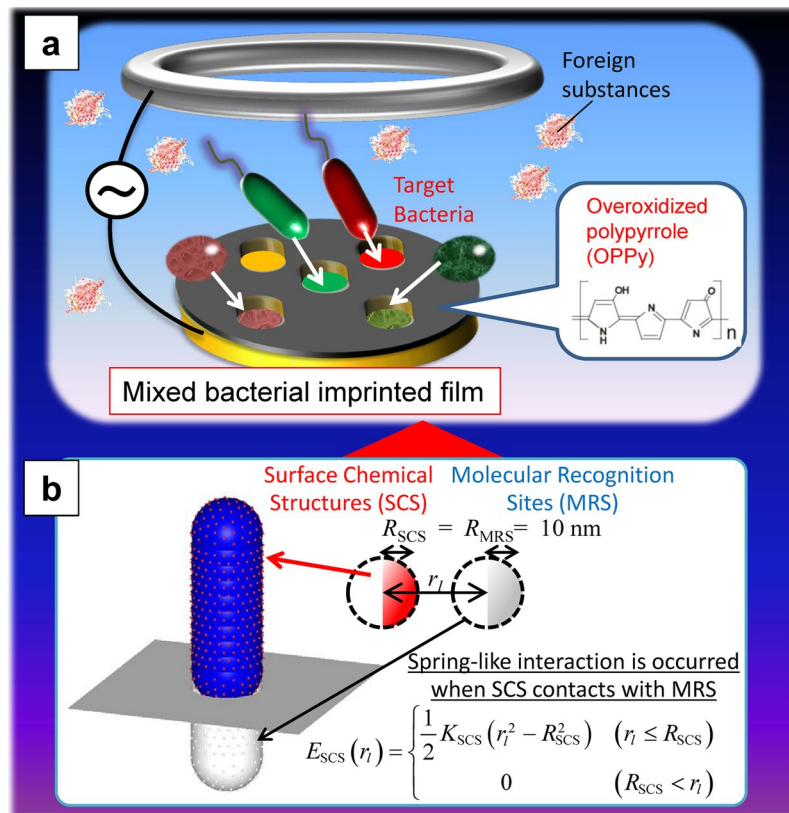 a
Foreign
substances
~
Target
Bacteria
Overoxidized
polypyrrole
(OPPy)
OH
O
N
N
H
N
n
Mixed bacterial imprinted film
b
Surface Chemical
Structures (SCS)
Molecular Recognition
Sites (MRS)
R_SCS = R_MRS= 10 nm
r_l
Spring-like interaction is occurred
when SCS contacts with MRS
E_SCS (r_l) = { 1/2 K_SCS (r_l^2 − R_SCS^2) (r_l ≤ R_SCS)
0 (R_SCS < r_l)